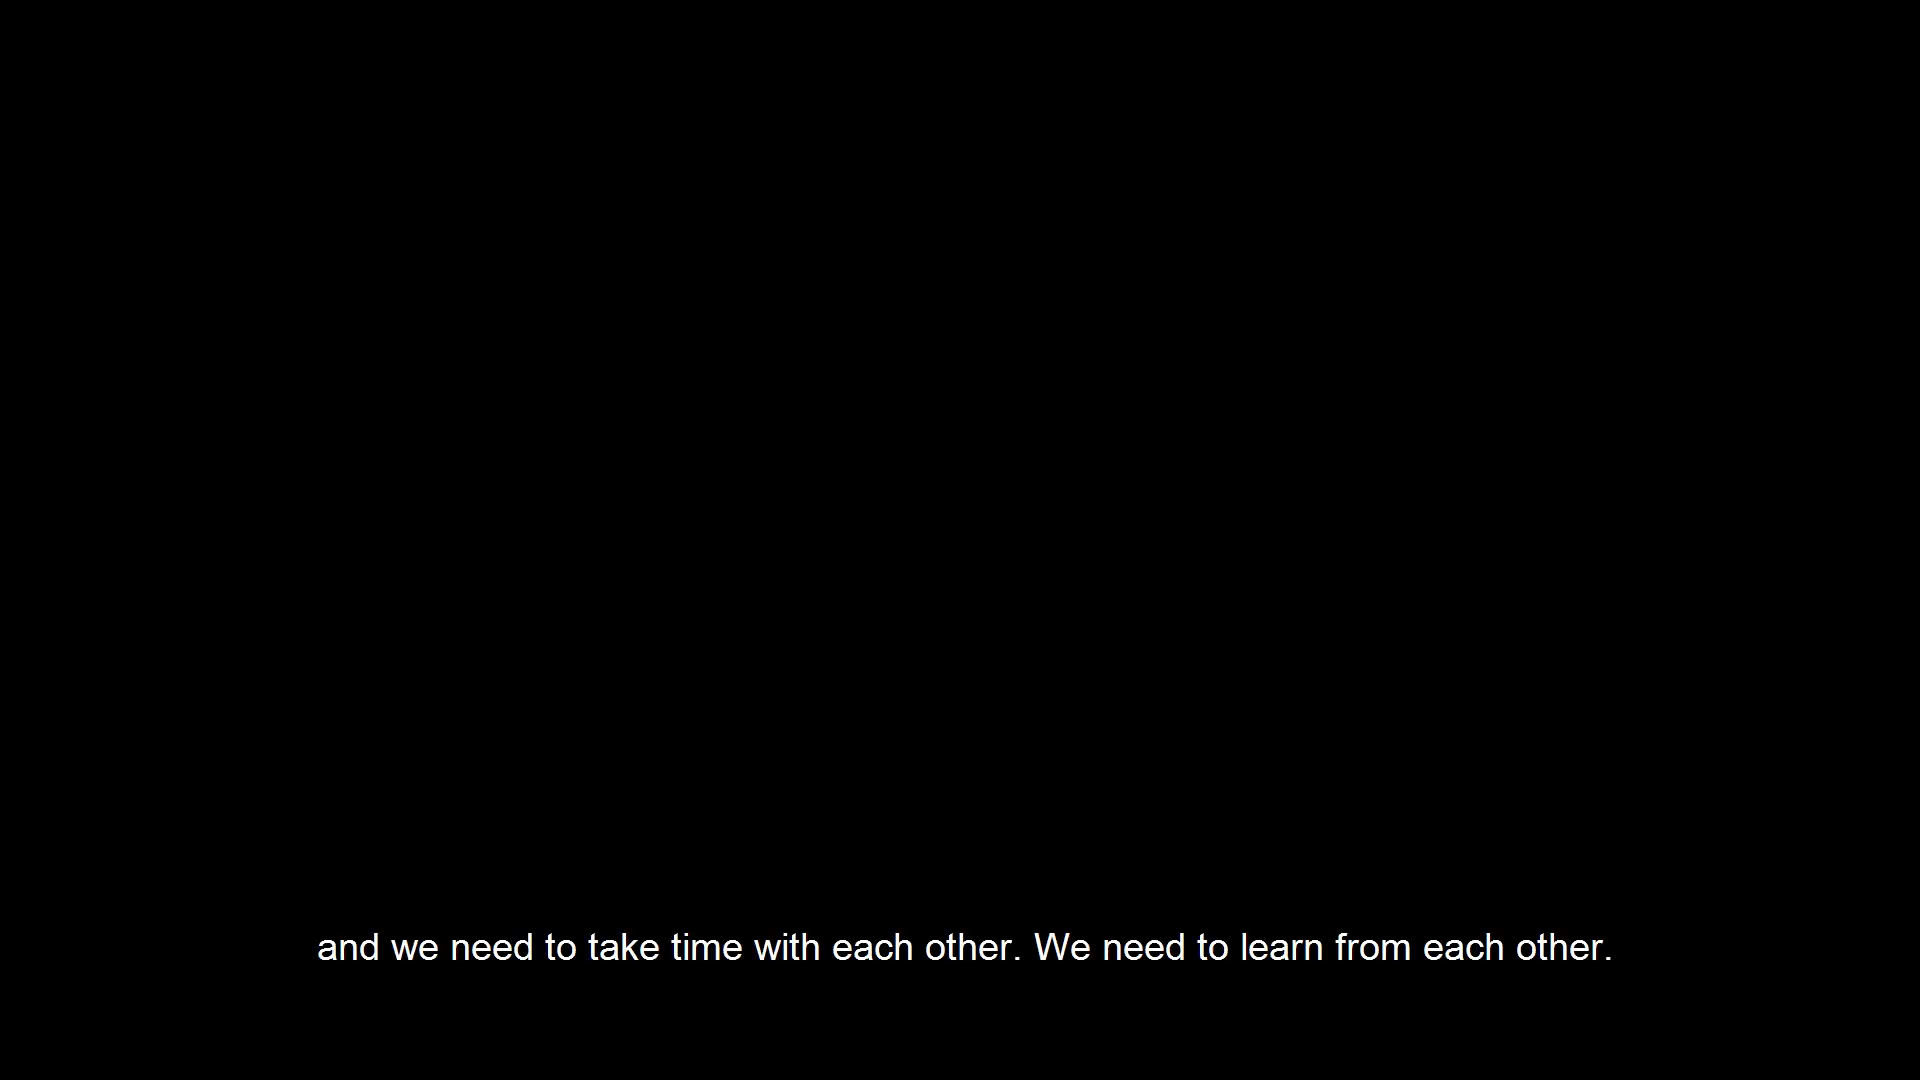 and we need to take time with each other. We need to learn from each other.